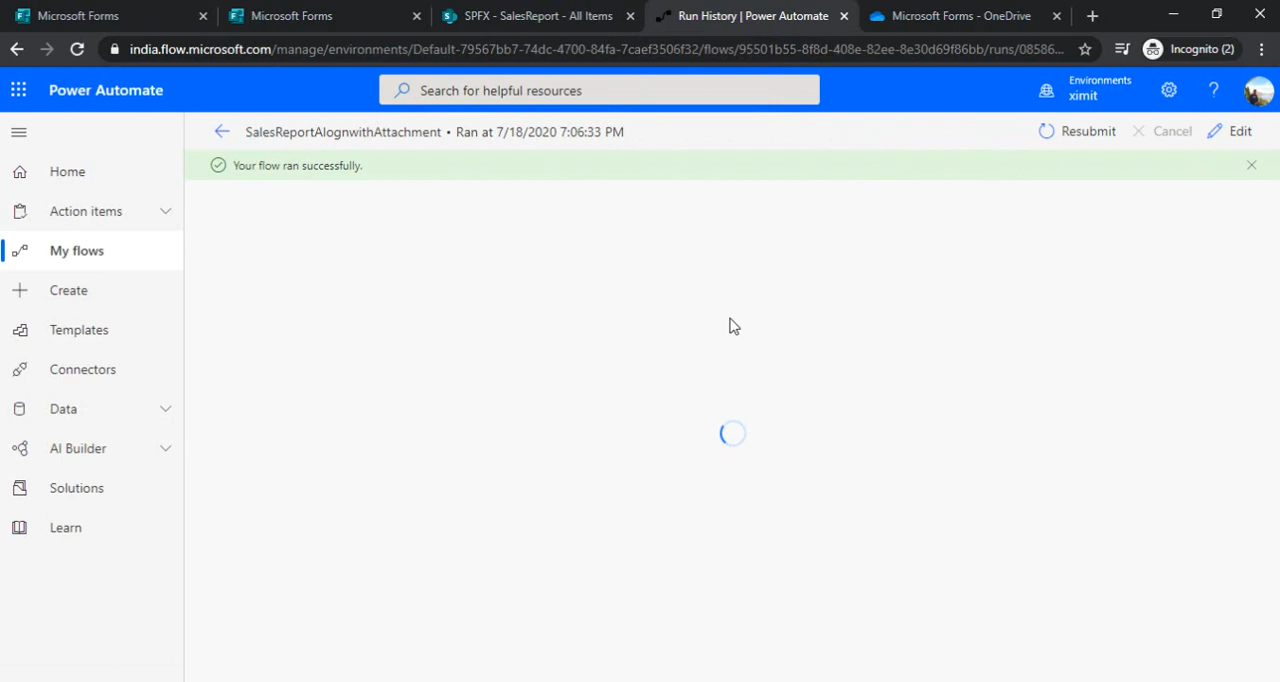 Microsoft Forms
Microsoft Forms
SPFX - SalesReport - All Items
Run History | Power Automate
Microsoft Forms - OneDrive
india.flow.microsoft.com/manage/environments/Default-79567bb7-74dc-4700-84fa-7caef3506f32/flows/95501b55-8f8d-408e-82ee-8e30d69f86bb/runs/08586...
Incognito (2)
Power Automate
Search for helpful resources
Environments
ximit
SalesReportAlognwithAttachment • Ran at 7/18/2020 7:06:33 PM
Resubmit
Cancel
Edit
Your flow ran successfully.
Home
Action items
My flows
Create
Templates
Connectors
Data
AI Builder
Solutions
Learn